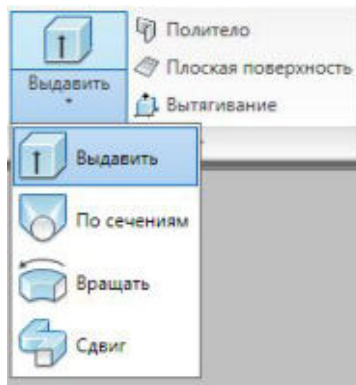 Политело
Плоская поверхность
Вытягивание
Выдавить
Выдавить
По сечениям
Вращать
Сдвиг